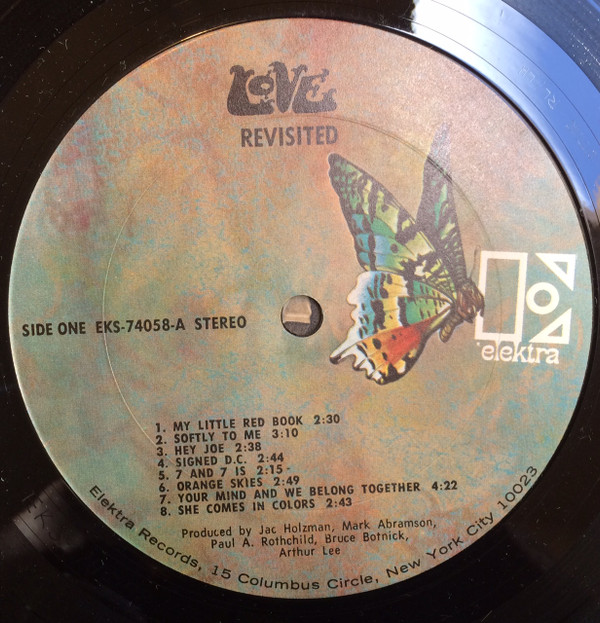 LOVE
REVISITED
elektra
SIDE ONE EKS-74058-A STEREO
1. MY LITTLE RED BOOK 2:30
2. SOFTLY TO ME 3:10
3. HEY JOE 2:38
4. SIGNED D.C. 2:44
5. 7 AND 7 IS 2:15
6. ORANGE SKIES 2:49
7. YOUR MIND AND WE BELONG TOGETHER 4:22
8. SHE COMES IN COLORS 2:43
Produced by Jac Holzman, Mark Abramson,
Paul A. Rothchild, Bruce Botnick,
Arthur Lee
Elektra Records, 15 Columbus Circle, New York City 10023